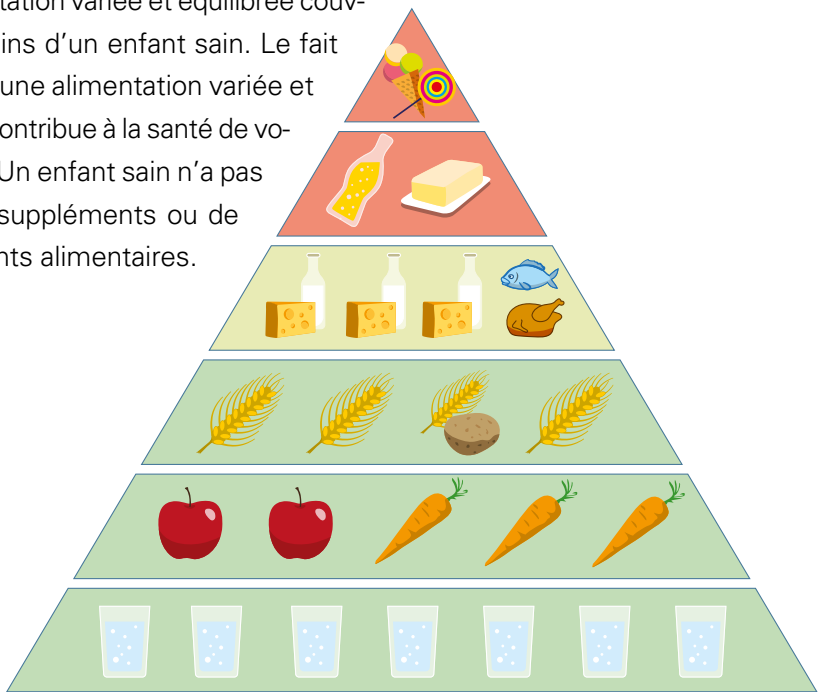 tation variée et équilibrée couv-
ins d’un enfant sain. Le fait
une alimentation variée et
ontribue à la santé de vo-
Un enfant sain n’a pas
suppléments ou de
nts alimentaires.